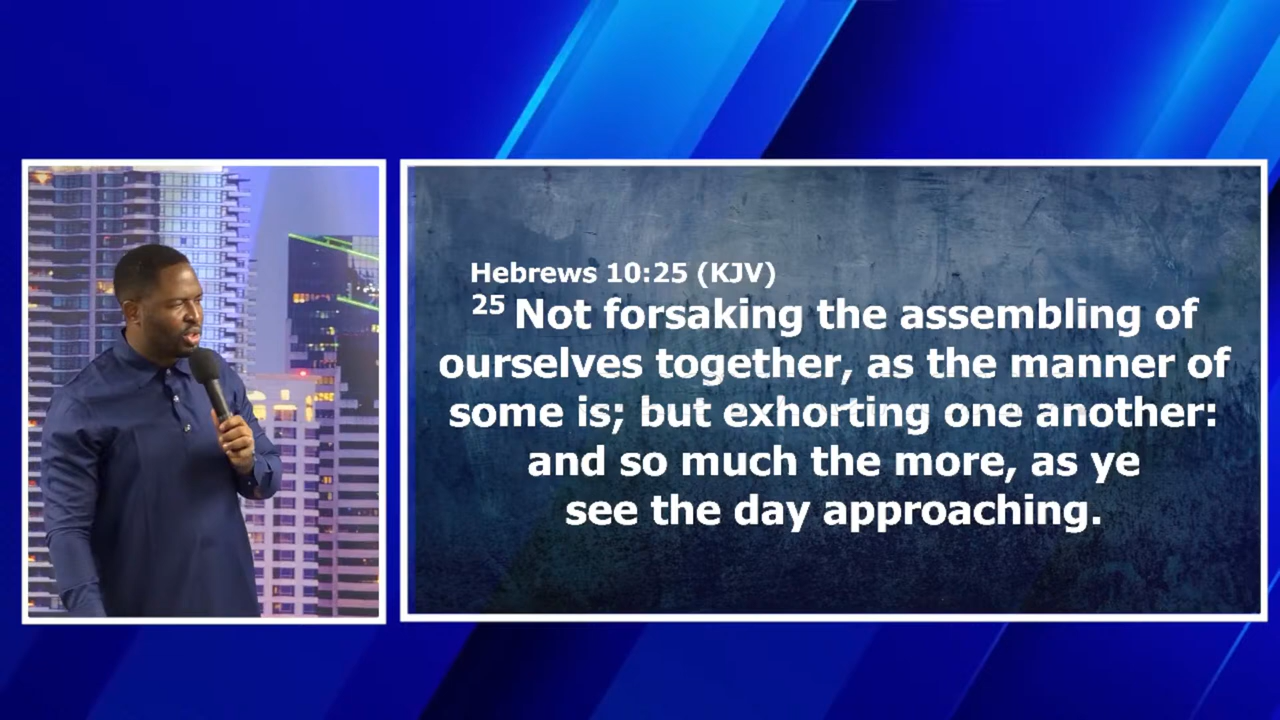 Hebrews 10:25 (KJV)
25 Not forsaking the assembling of
ourselves together, as the manner of
some is; but exhorting one another:
and so much the more, as ye
see the day approaching.